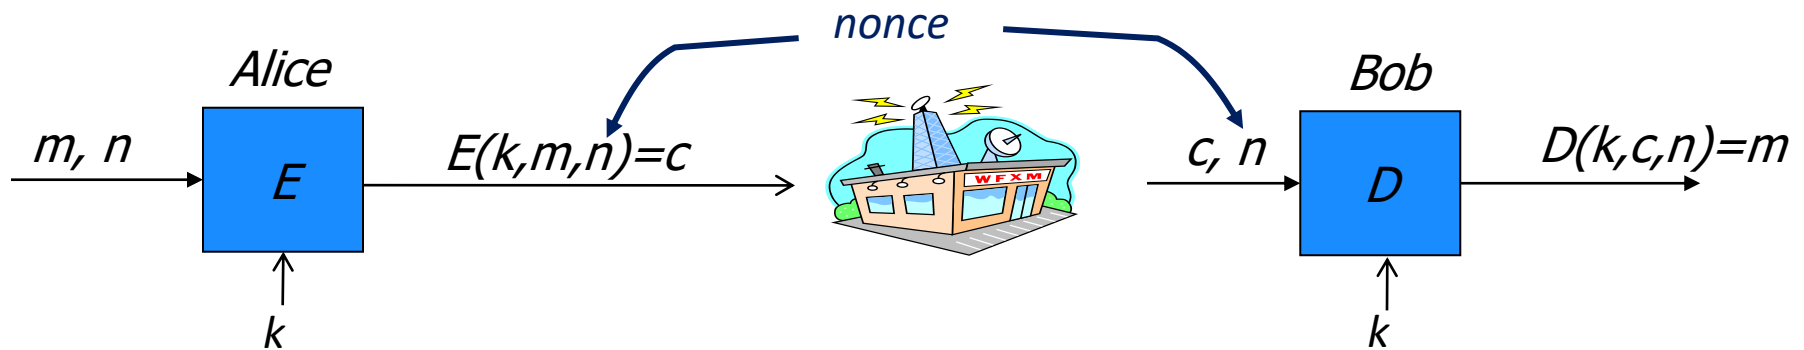 nonce
Alice
Bob
m, n
E
E(k,m,n)=c
WFXM
c, n
D
D(k,c,n)=m
k
k